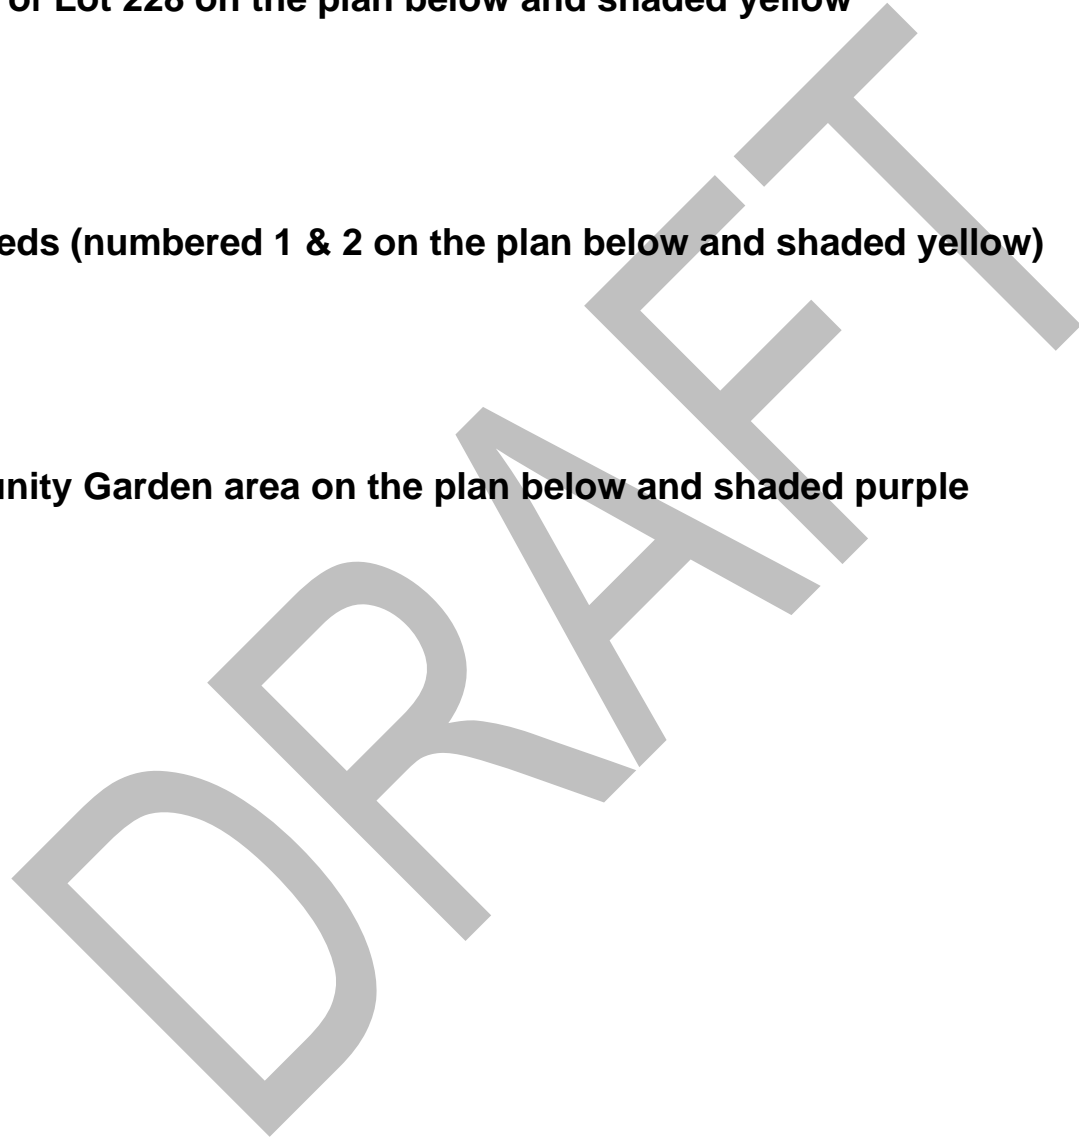 of Lot 228 on the plan below and shaded yellow
eds (numbered 1 & 2 on the plan below and shaded yellow)
unity Garden area on the plan below and shaded purple
DRAFT